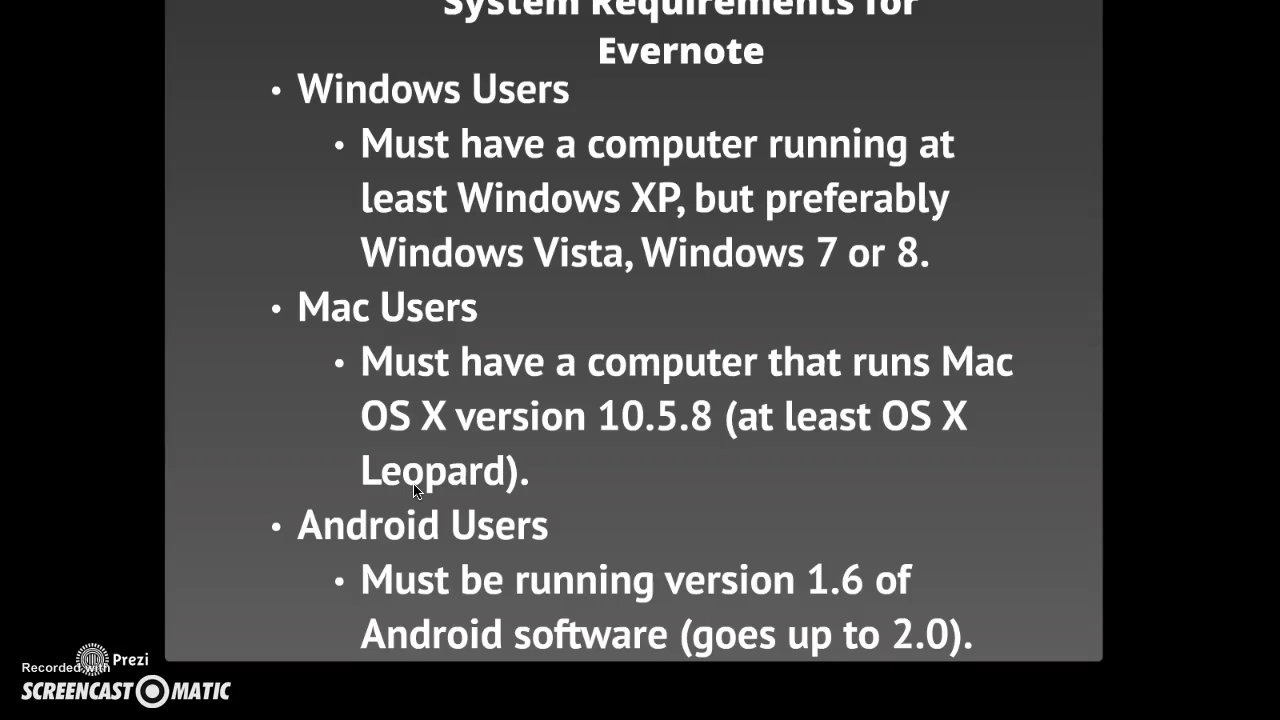 System Requirements for
Evernote
• Windows Users
• Must have a computer running at
least Windows XP, but preferably
Windows Vista, Windows 7 or 8.
• Mac Users
• Must have a computer that runs Mac
OS X version 10.5.8 (at least OS X
Leopard).
• Android Users
• Must be running version 1.6 of
Android software (goes up to 2.0).
Prezi
Recorded with
SCREENCAST-O-MATIC